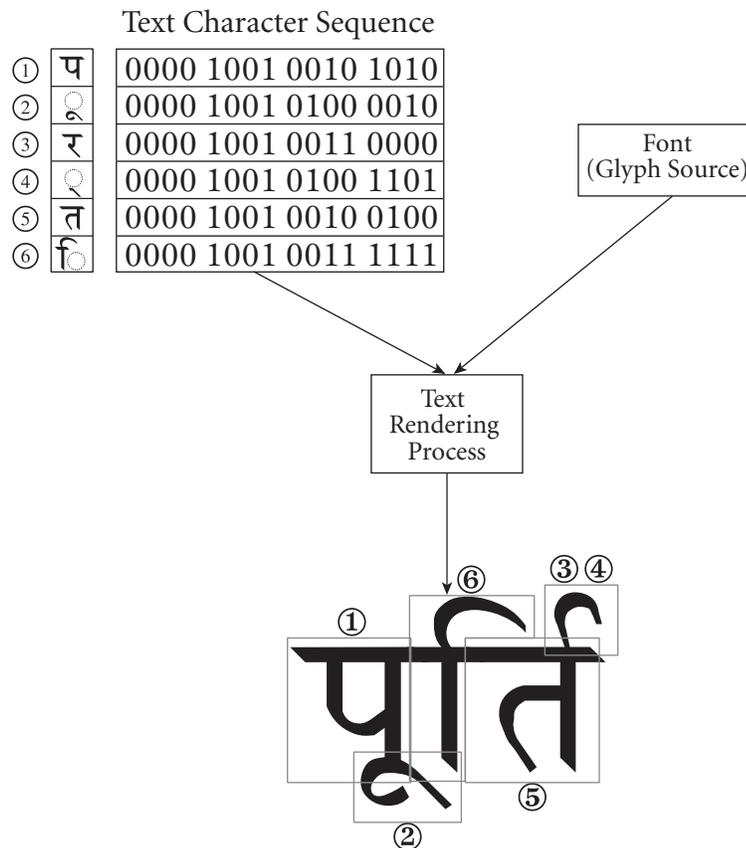 Text Character Sequence
① प 0000 1001 0010 1010
② ू 0000 1001 0100 0010
③ र 0000 1001 0011 0000
④ ् 0000 1001 0100 1101
⑤ त 0000 1001 0010 0100
⑥ ि 0000 1001 0011 1111
Font
(Glyph Source)
Text
Rendering
Process
③ ④
⑥
①
पूर्ति
⑤
②